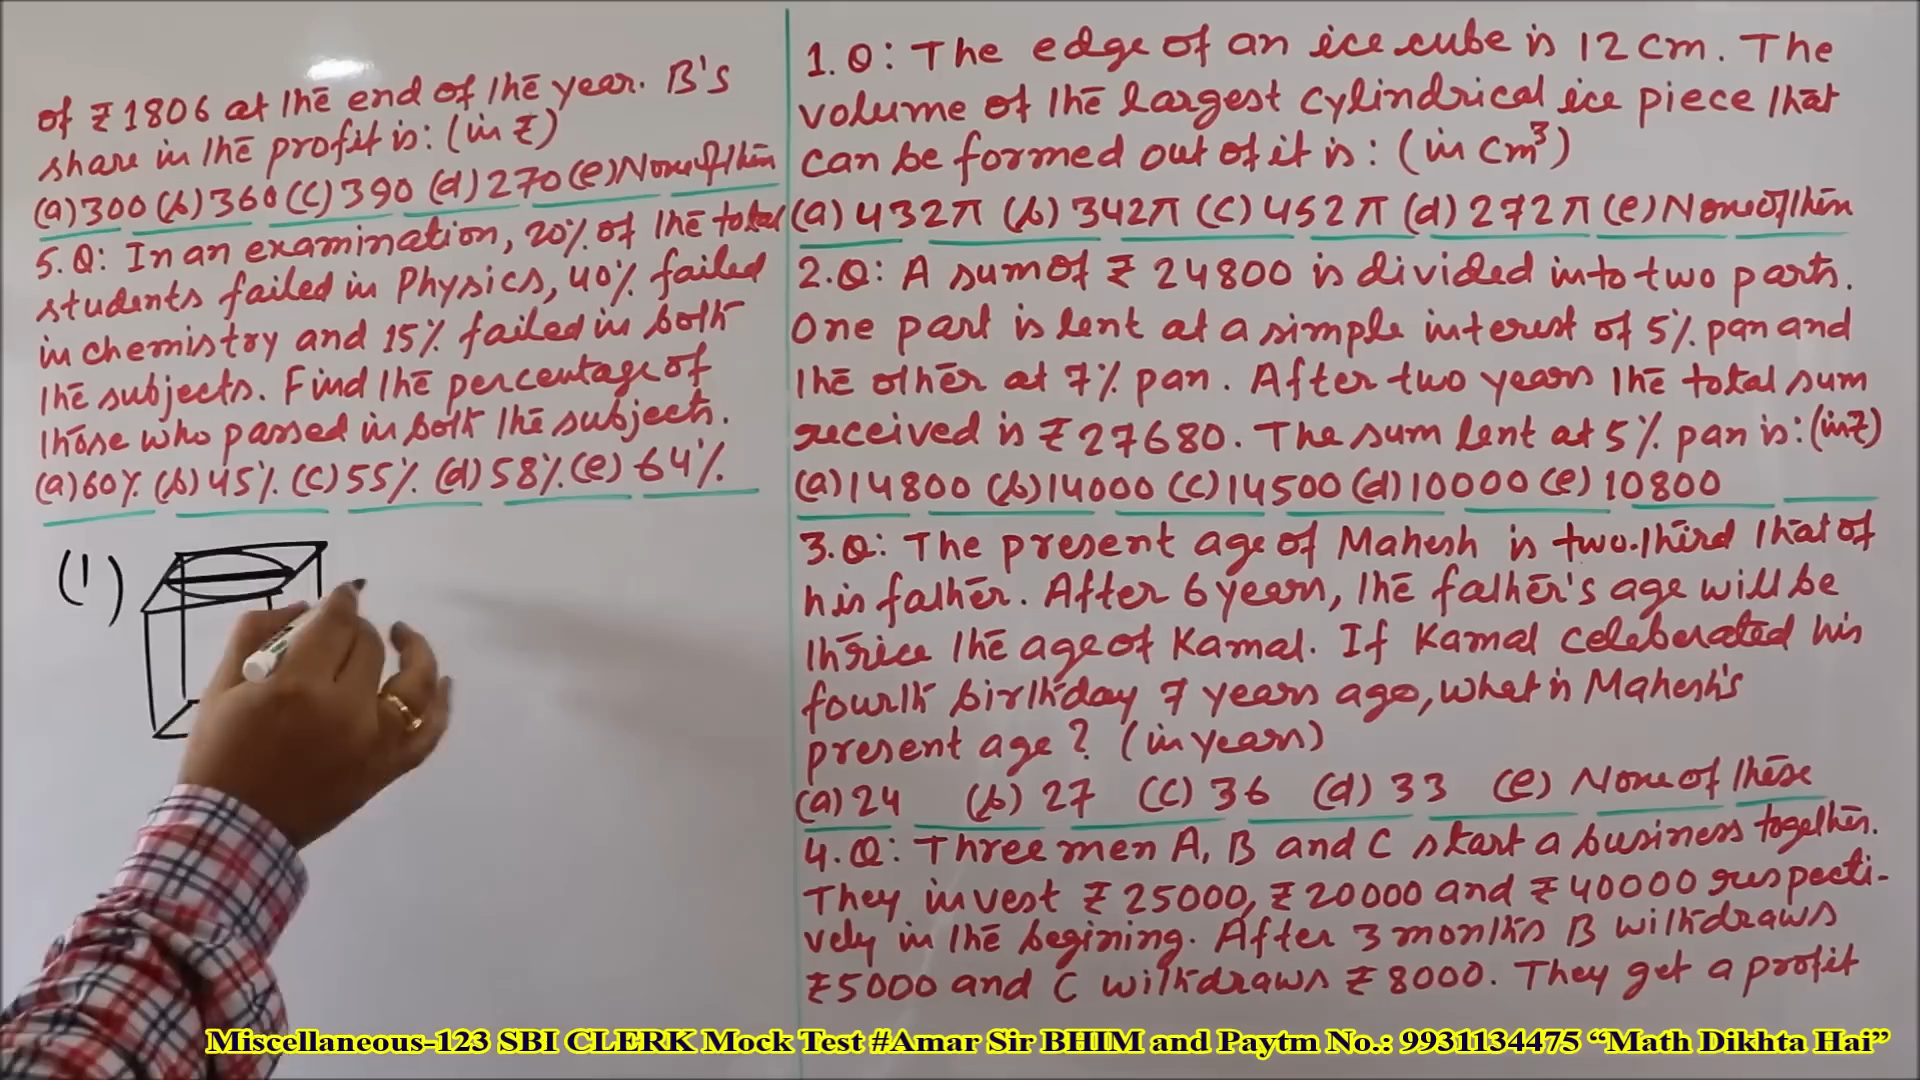 of ₹1806 at the end of the year. B's
share in the profit is: (in ₹)
(a) 300 (b) 360 (c) 390 (d) 270 (e) None of them
5.Q: In an examination, 20% of the total
students failed in Physics, 40% failed
in chemistry and 15% failed in both
the subjects. Find the percentage of
those who passed in both the subjects.
(a) 60% (b) 45% (c) 55% (d) 58% (e) 64%
(1)
1.Q: The edge of an ice cube is 12 cm. The
volume of the largest cylindrical ice piece that
can be formed out of it is: (in cm³)
(a) 432π (b) 342π (c) 452π (d) 272π (e) None of them
2.Q: A sum of ₹ 24800 is divided into two parts.
One part is lent at a simple interest of 5% pan and
the other at 7% pan. After two years the total sum
received is ₹27680. The sum lent at 5% pan is: (in ₹)
(a) 14800 (b) 14000 (c) 14500 (d) 10000 (e) 10800
3.Q: The present age of Mahesh is two-third that of
his father. After 6 years, the father's age will be
thrice the age of Kamal. If Kamal celeberated his
fourth birthday 7 years ago, what is Mahesh's
present age? (in years)
(a) 24 (b) 27 (c) 36 (d) 33 (e) None of these
4.Q: Three men A, B and C start a business together.
They invest ₹25000, ₹20000 and ₹40000 respecti-
vely in the begining. After 3 months B withdraws
₹5000 and C withdraws ₹8000. They get a profit
Miscellaneous-123 SBI CLERK Mock Test #Amar Sir BHIM and Paytm No.: 9931134475 “Math Dikhta Hai”